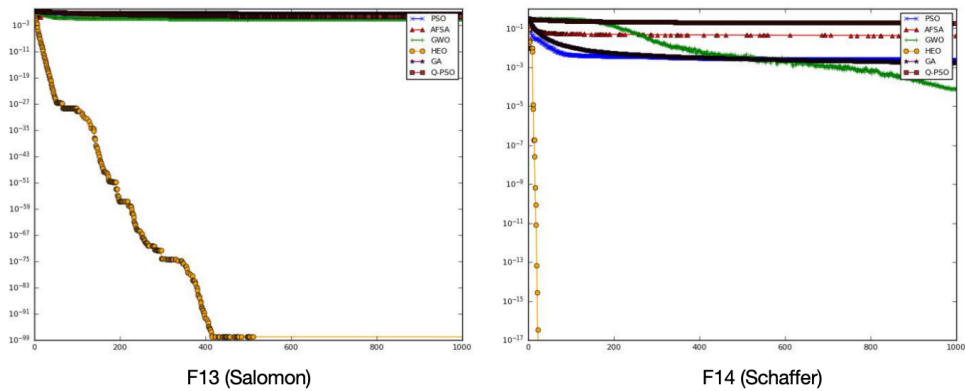 10⁻³
10⁻¹¹
10⁻¹⁹
10⁻²⁷
10⁻³⁵
10⁻⁴³
10⁻⁵¹
10⁻⁵⁹
10⁻⁶⁷
10⁻⁷⁵
10⁻⁸³
10⁻⁹¹
10⁻⁹⁹
0 200 400 600 800 1000
PSO
AFSA
GWO
HEO
GA
Q-PSO
F13 (Salomon)
10⁻¹
10⁻³
10⁻⁵
10⁻⁷
10⁻⁹
10⁻¹¹
10⁻¹³
10⁻¹⁵
10⁻¹⁷
0 200 400 600 800 1000
PSO
AFSA
GWO
HEO
GA
Q-PSO
F14 (Schaffer)